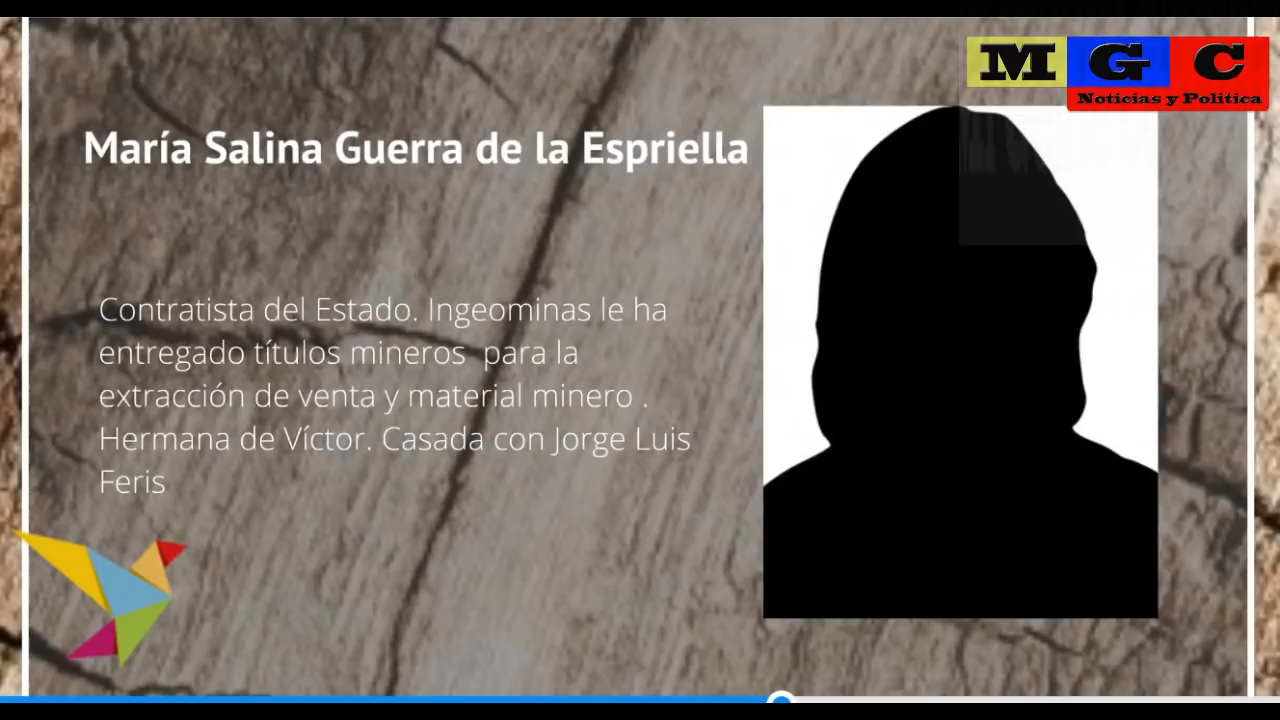 M G C
Noticias y Política
María Salina Guerra de la Espriella
Contratista del Estado. Ingeominas le ha
entregado títulos mineros para la
extracción de venta y material minero .
Hermana de Víctor. Casada con Jorge Luis
Feris